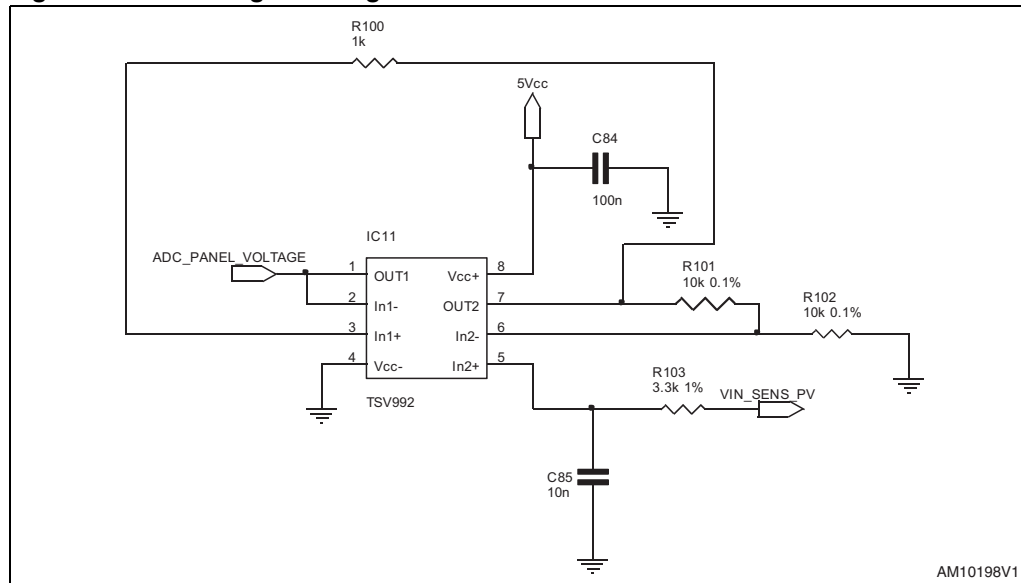 R100
1k
5Vcc
C84
100n
IC11
ADC_PANEL_VOLTAGE
1 OUT1 Vcc+ 8
2 In1- OUT2 7
3 In1+ In2- 6
4 Vcc- In2+ 5
TSV992
R101
10k 0.1%
R102
10k 0.1%
R103
3.3k 1%
VIN_SENS_PV
C85
10n
AM10198V1